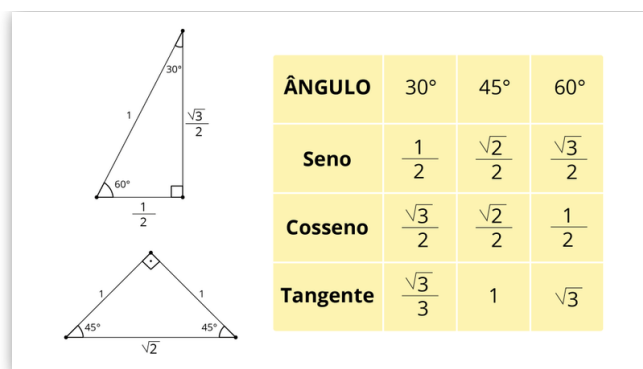 30°
1
√3/2
60°
1/2
1
1
45°
45°
√2
ÂNGULO 30° 45° 60°
Seno 1/2 √2/2 √3/2
Cosseno √3/2 √2/2 1/2
Tangente √3/3 1 √3